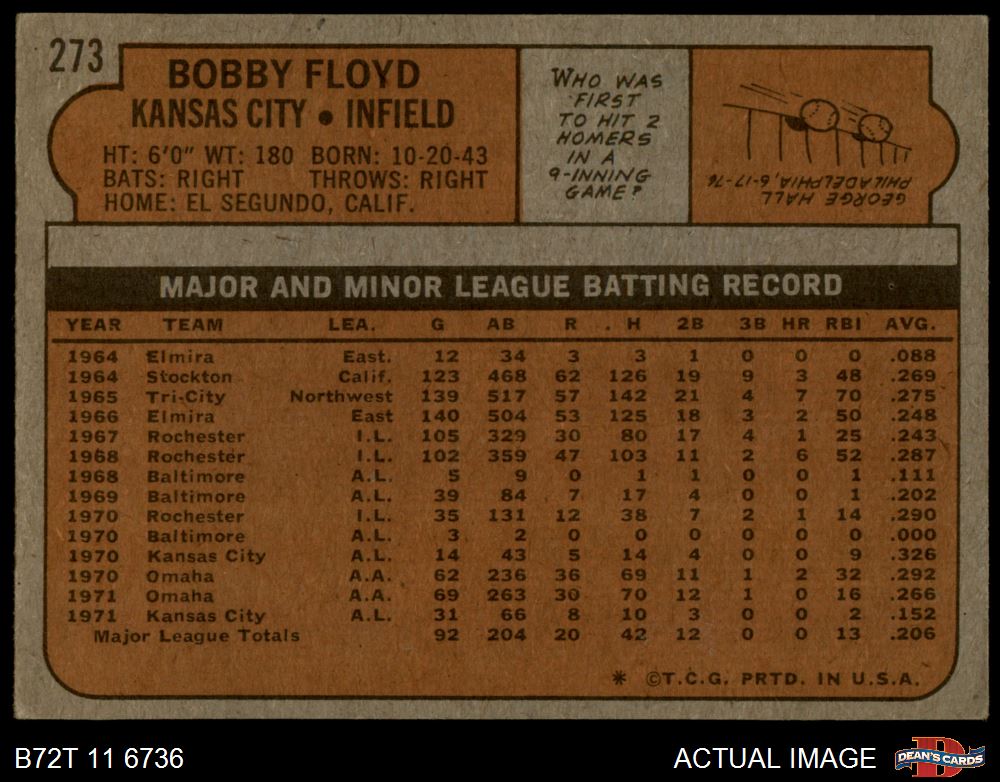 273
BOBBY FLOYD
KANSAS CITY • INFIELD
HT: 6'0" WT: 180 BORN: 10-20-43
BATS: RIGHT THROWS: RIGHT
HOME: EL SEGUNDO, CALIF.
WHO WAS
FIRST
TO HIT 2
HOMERS
IN A
9-INNING
GAME?
GEORGE HALL
PHILADELPHIA, 6-17-76
MAJOR AND MINOR LEAGUE BATTING RECORD
YEAR TEAM LEA. G AB R . H 2B 3B HR RBI AVG.
1964 Elmira East. 12 34 3 3 1 0 0 0 .088
1964 Stockton Calif. 123 468 62 126 19 9 3 48 .269
1965 Tri-City Northwest 139 517 57 142 21 4 7 70 .275
1966 Elmira East 140 504 53 125 18 3 2 50 .248
1967 Rochester I.L. 105 329 30 80 17 4 1 25 .243
1968 Rochester I.L. 102 359 47 103 11 2 6 52 .287
1968 Baltimore A.L. 5 9 0 1 1 0 0 1 .111
1969 Baltimore A.L. 39 84 7 17 4 0 0 1 .202
1970 Rochester I.L. 35 131 12 38 7 2 1 14 .290
1970 Baltimore A.L. 3 2 0 0 0 0 0 0 .000
1970 Kansas City A.L. 14 43 5 14 4 0 0 9 .326
1970 Omaha A.A. 62 236 36 69 11 1 2 32 .292
1971 Omaha A.A. 69 263 30 70 12 1 0 16 .266
1971 Kansas City A.L. 31 66 8 10 3 0 0 2 .152
Major League Totals 92 204 20 42 12 0 0 13 .206
* ©T.C.G. PRTD. IN U.S.A.
B72T 11 6736
ACTUAL IMAGE
D
DEAN'S CARDS